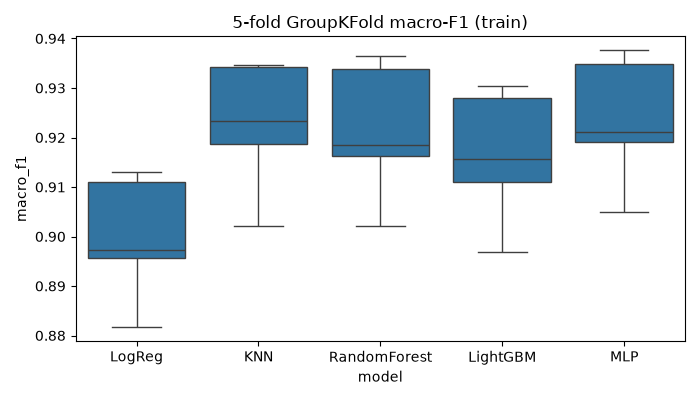 5-fold GroupKFold macro-F1 (train)
macro_f1
0.94
0.93
0.92
0.91
0.90
0.89
0.88
LogReg
KNN
RandomForest
LightGBM
MLP
model